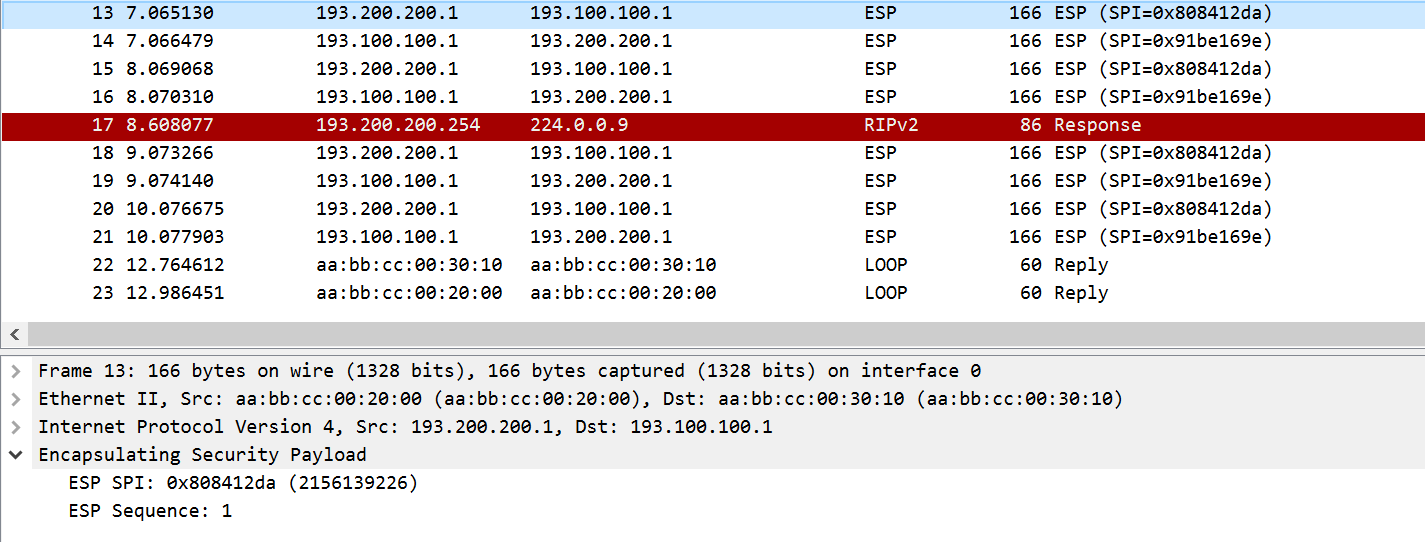 13 7.065130 193.200.200.1 193.100.100.1 ESP 166 ESP (SPI=0x808412da)
14 7.066479 193.100.100.1 193.200.200.1 ESP 166 ESP (SPI=0x91be169e)
15 8.069068 193.200.200.1 193.100.100.1 ESP 166 ESP (SPI=0x808412da)
16 8.070310 193.100.100.1 193.200.200.1 ESP 166 ESP (SPI=0x91be169e)
17 8.608077 193.200.200.254 224.0.0.9 RIPv2 86 Response
18 9.073266 193.200.200.1 193.100.100.1 ESP 166 ESP (SPI=0x808412da)
19 9.074140 193.100.100.1 193.200.200.1 ESP 166 ESP (SPI=0x91be169e)
20 10.076675 193.200.200.1 193.100.100.1 ESP 166 ESP (SPI=0x808412da)
21 10.077903 193.100.100.1 193.200.200.1 ESP 166 ESP (SPI=0x91be169e)
22 12.764612 aa:bb:cc:00:30:10 aa:bb:cc:00:30:10 LOOP 60 Reply
23 12.986451 aa:bb:cc:00:20:00 aa:bb:cc:00:20:00 LOOP 60 Reply
Frame 13: 166 bytes on wire (1328 bits), 166 bytes captured (1328 bits) on interface 0
Ethernet II, Src: aa:bb:cc:00:20:00 (aa:bb:cc:00:20:00), Dst: aa:bb:cc:00:30:10 (aa:bb:cc:00:30:10)
Internet Protocol Version 4, Src: 193.200.200.1, Dst: 193.100.100.1
Encapsulating Security Payload
ESP SPI: 0x808412da (2156139226)
ESP Sequence: 1